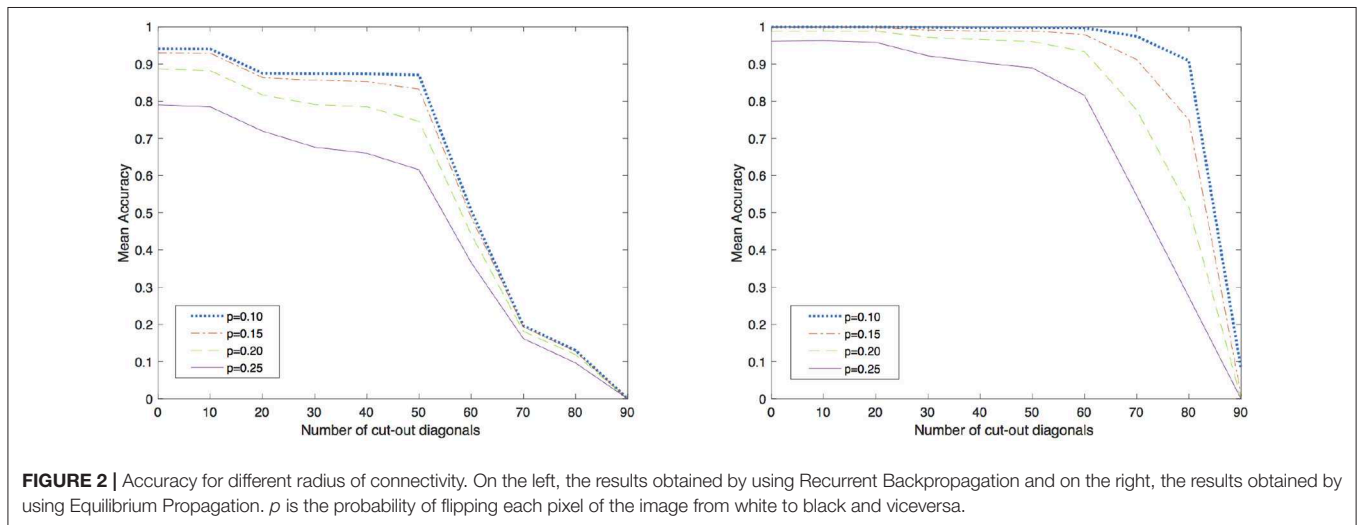 1
0.9
0.8
0.7
0.6
0.5
0.4
0.3
0.2
0.1
0
Mean Accuracy
p=0.10
p=0.15
p=0.20
p=0.25
0 10 20 30 40 50 60 70 80 90
Number of cut-out diagonals
1
0.9
0.8
0.7
0.6
0.5
0.4
0.3
0.2
0.1
0
Mean Accuracy
p=0.10
p=0.15
p=0.20
p=0.25
0 10 20 30 40 50 60 70 80 90
Number of cut-out diagonals
FIGURE 2 | Accuracy for different radius of connectivity. On the left, the results obtained by using Recurrent Backpropagation and on the right, the results obtained by
using Equilibrium Propagation. p is the probability of flipping each pixel of the image from white to black and viceversa.